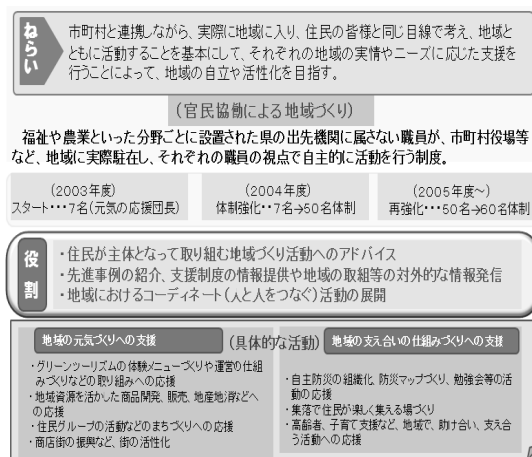 ねらい
市町村と連携しながら、実際に地域に入り、住民の皆様と同じ目線で考え、地域と
ともに活動することを基本にして、それぞれの地域の実情やニーズに応じた支援を
行うことによって、地域の自立や活性化を目指す。
(官民協働による地域づくり)
福祉や農業といった分野ごとに設置された県の出先機関に属さない職員が、市町村役場等
など、地域に実際駐在し、それぞれの職員の視点で自主的に活動を行う制度。
(2003年度)
スタート・・・7名(元気の応援団長)
(2004年度)
体制強化・・7名→50名体制
(2005年度~)
再強化・・・50名→60名体制
役割
・住民が主体となって取り組む地域づくり活動へのアドバイス
・先進事例の紹介、支援制度の情報提供や地域の取組等の対外的な情報発信
・地域におけるコーディネート(人と人をつなぐ)活動の展開
(具体的な活動)
地域の元気づくりへの支援
・グリーンツーリズムの体験メニューづくりや運営の仕組
みづくりなどの取り組みへの応援
・地域資源を活かした商品開発、販売、地産地消などへ
の応援
・住民グループの活動などのまちづくりへの応援
・商店街の振興など、街の活性化
地域の支え合いの仕組みづくりへの支援
・自主防災の組織化、防災マップづくり、勉強会等の活
動の応援
・集落で住民が楽しく集える場づくり
・高齢者、子育て支援など、地域で、助け合い、支え合
う活動への応援